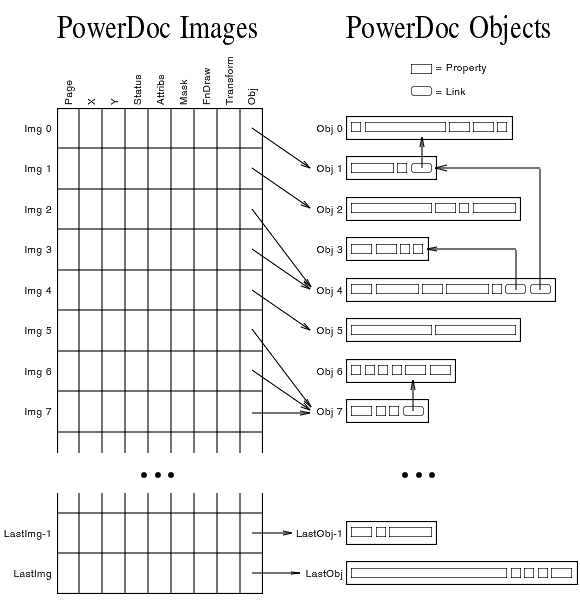 PowerDoc Images
PowerDoc Objects
= Property
= Link
Page X Y Status Attribs Mask FnDraw Transform Obj
Img 0
Img 1
Img 2
Img 3
Img 4
Img 5
Img 6
Img 7
LastImg-1
LastImg
Obj 0
Obj 1
Obj 2
Obj 3
Obj 4
Obj 5
Obj 6
Obj 7
LastObj-1
LastObj